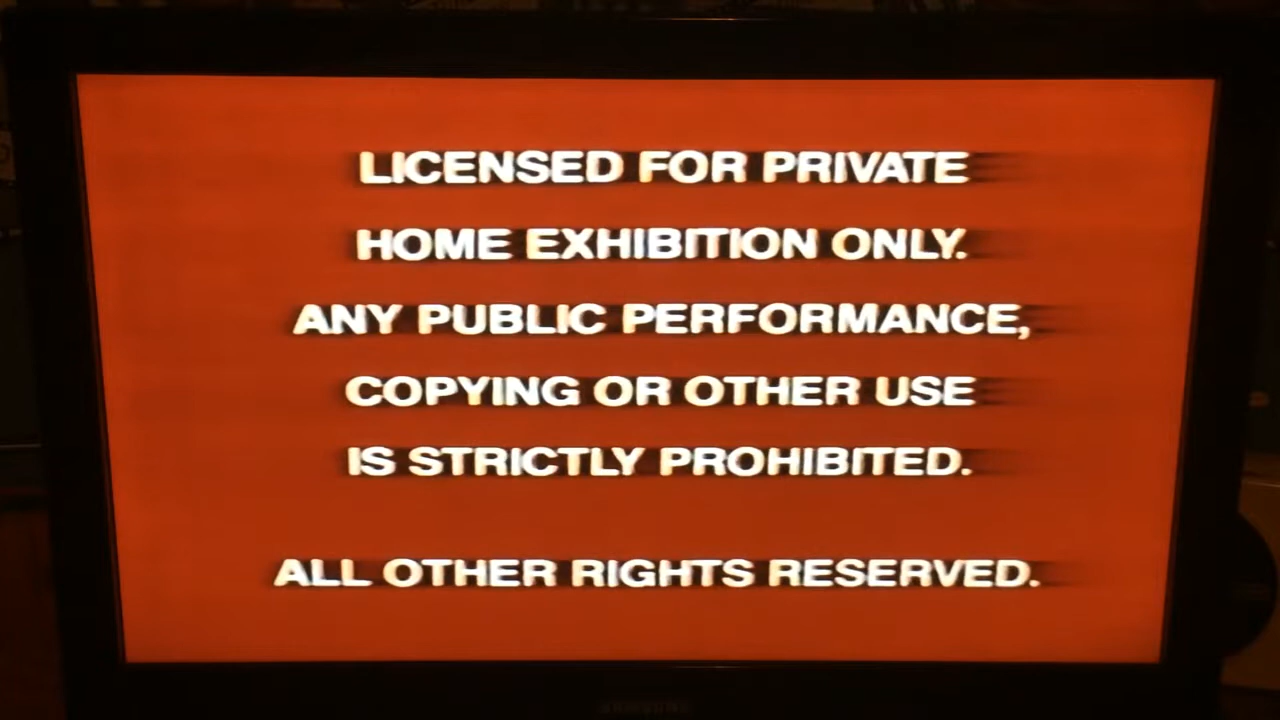 LICENSED FOR PRIVATE
HOME EXHIBITION ONLY.
ANY PUBLIC PERFORMANCE,
COPYING OR OTHER USE
IS STRICTLY PROHIBITED.
ALL OTHER RIGHTS RESERVED.